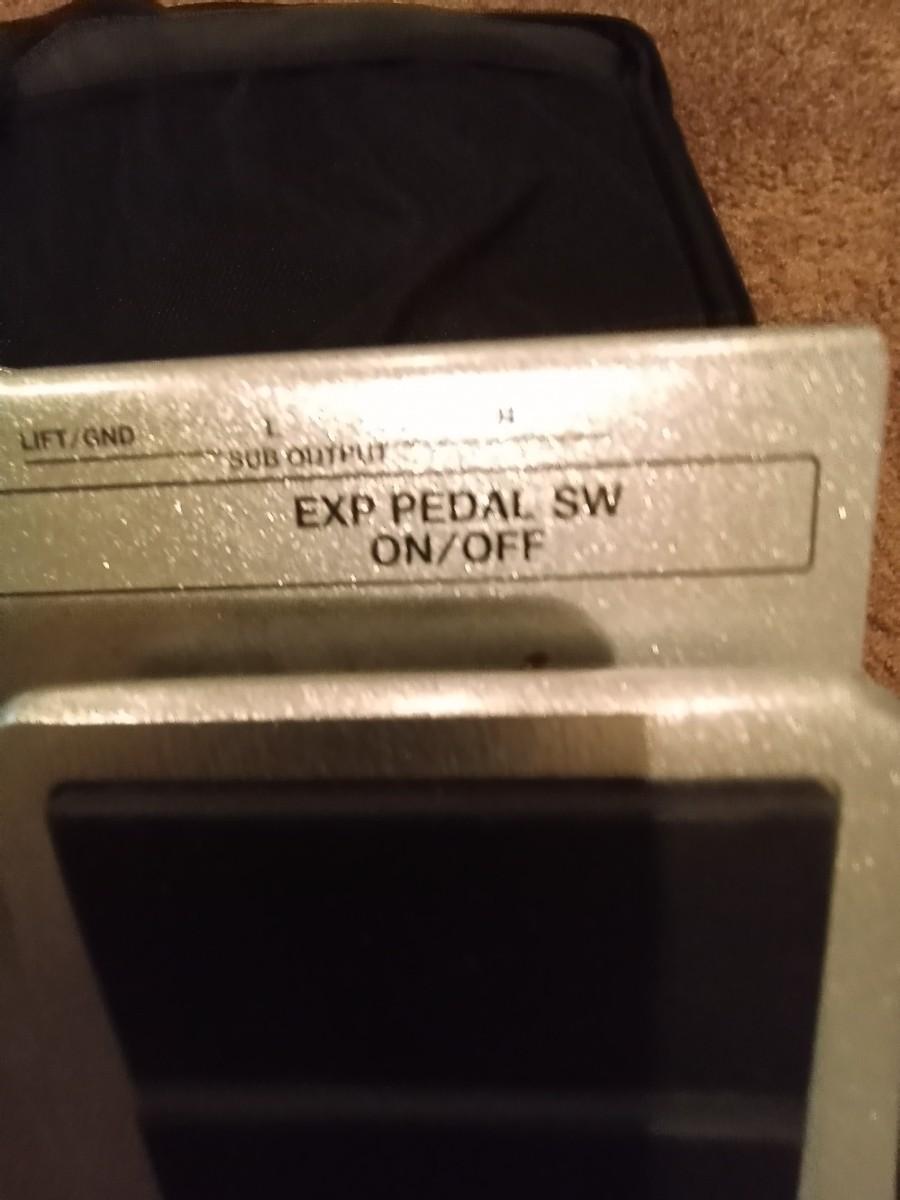 LIFT/GND L R
SUB OUTPUT
EXP PEDAL SW
ON/OFF